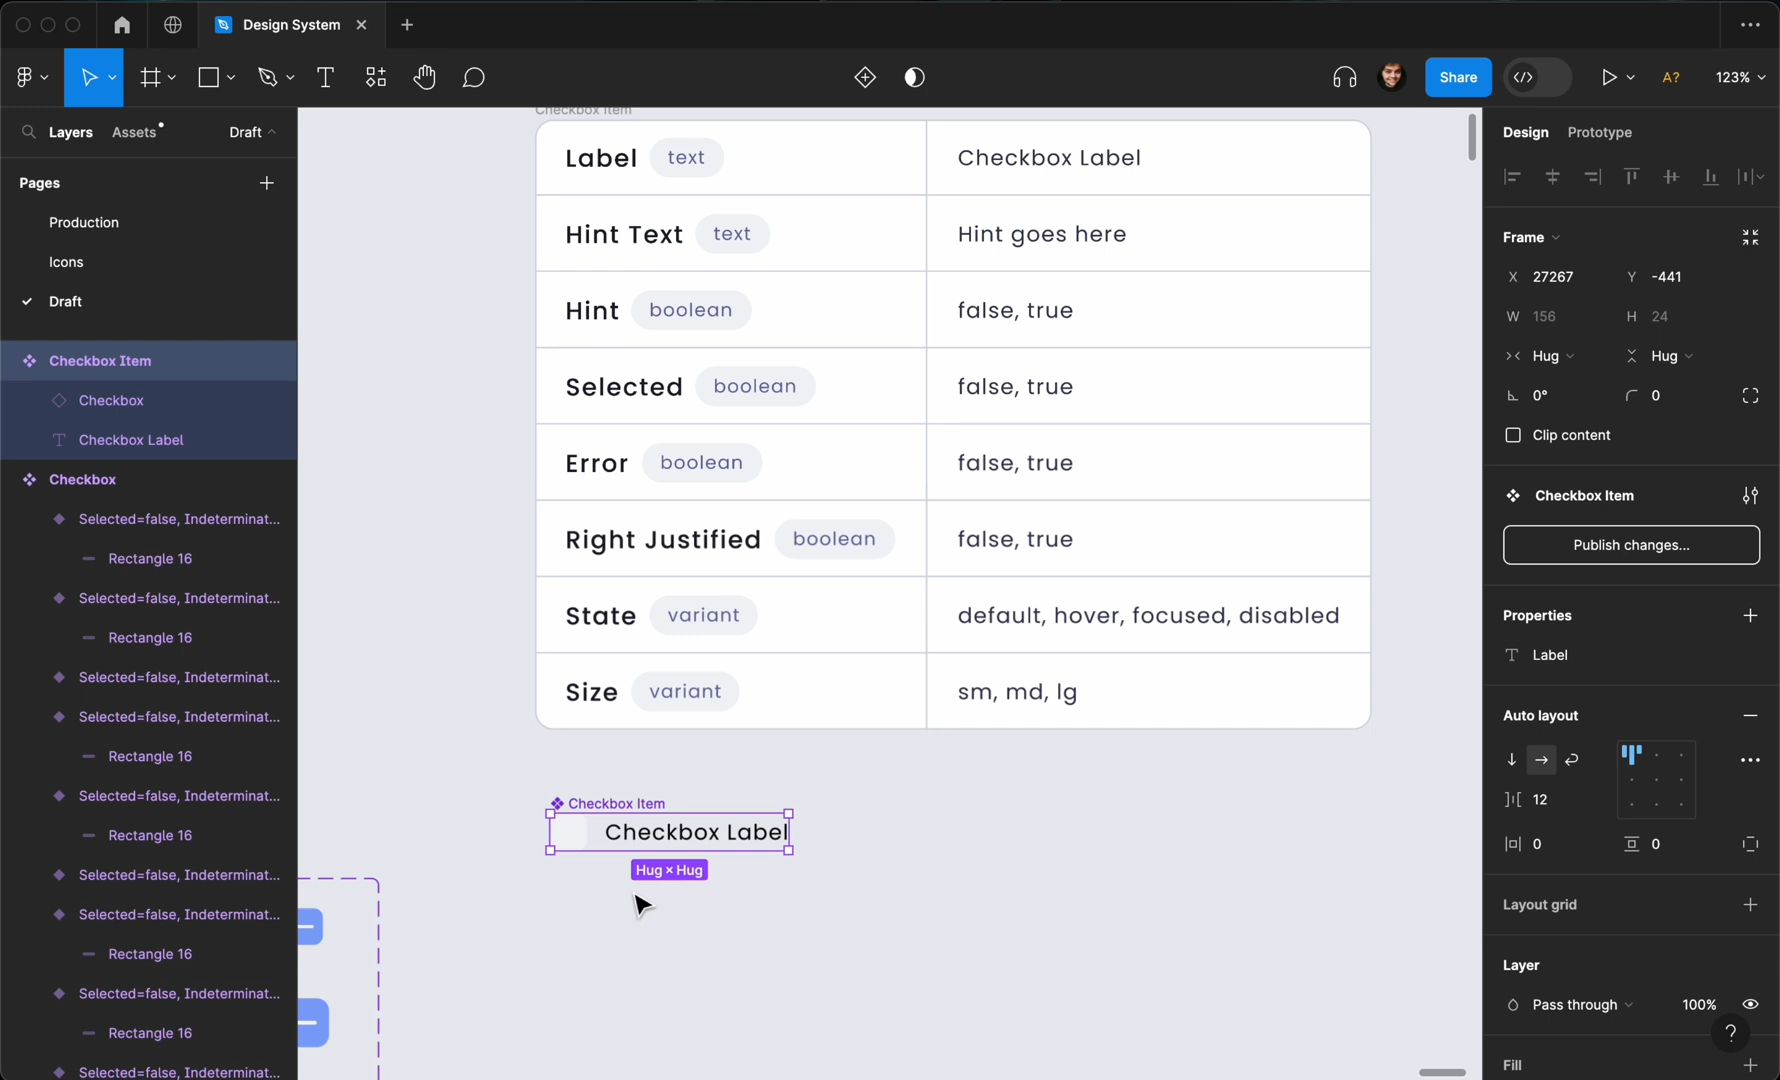 Design System
Share
A?
123%
Layers
Assets
Draft
Pages
Production
Icons
Draft
Checkbox Item
Checkbox
Checkbox Label
Checkbox
Selected=false, Indeterminat...
Rectangle 16
Selected=false, Indeterminat...
Rectangle 16
Selected=false, Indeterminat...
Selected=false, Indeterminat...
Rectangle 16
Selected=false, Indeterminat...
Rectangle 16
Selected=false, Indeterminat...
Selected=false, Indeterminat...
Rectangle 16
Selected=false, Indeterminat...
Rectangle 16
Selected=false, Indeterminat...
Checkbox Item
Label text Checkbox Label
Hint Text text Hint goes here
Hint boolean false, true
Selected boolean false, true
Error boolean false, true
Right Justified boolean false, true
State variant default, hover, focused, disabled
Size variant sm, md, lg
Checkbox Item
Checkbox Label
Hug × Hug
Design Prototype
Frame
X 27267 Y -441
W 156 H 24
Hug Hug
0° 0
Clip content
Checkbox Item
Publish changes...
Properties
T Label
Auto layout
12
0 0
Layout grid
Layer
Pass through 100%
?
Fill